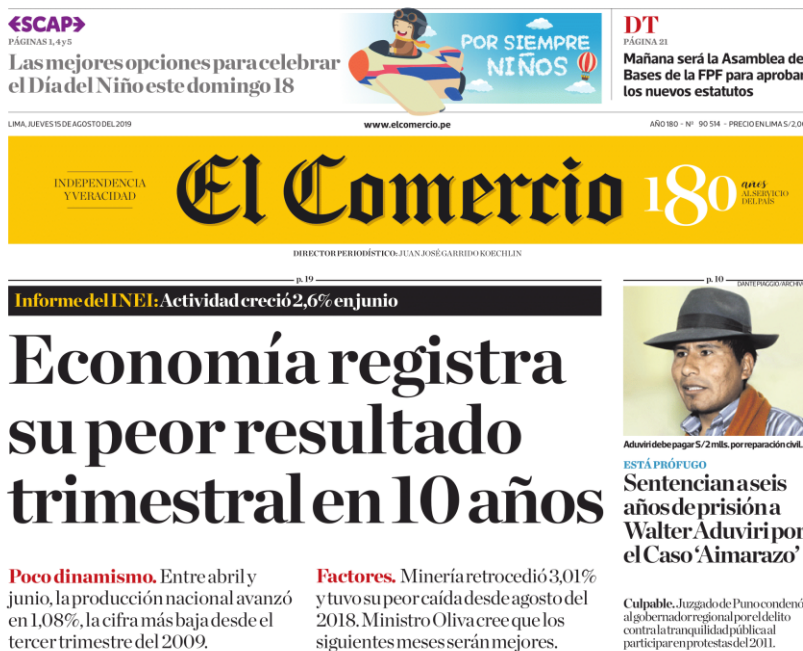 ESCAPE
PÁGINAS 1, 4 y 5
Las mejores opciones para celebrar
el Día del Niño este domingo 18
POR SIEMPRE
NIÑOS
DT
PÁGINA 21
Mañana será la Asamblea de
Bases de la FPF para aprobar
los nuevos estatutos
LIMA, JUEVES 15 DE AGOSTO DEL 2019
www.elcomercio.pe
AÑO 180 - Nº 90 514 - PRECIO EN LIMA S/2,00
INDEPENDENCIA
Y VERACIDAD
El Comercio
180 años
AL SERVICIO
DEL PAÍS
DIRECTOR PERIODÍSTICO: JUAN JOSÉ GARRIDO KOECHLIN
p. 19
Informe del INEI: Actividad creció 2,6% en junio
Economía registra
su peor resultado
trimestral en 10 años
Poco dinamismo. Entre abril y
junio, la producción nacional avanzó
en 1,08%, la cifra más baja desde el
tercer trimestre del 2009.
Factores. Minería retrocedió 3,01%
y tuvo su peor caída desde agosto del
2018. Ministro Oliva cree que los
siguientes meses serán mejores.
p. 10
DANTE PIAGGIO/ARCHIVO
Aduviri debe pagar S/2 mlls. por reparación civil.
ESTÁ PRÓFUGO
Sentencian a seis
años de prisión a
Walter Aduviri por
el Caso ‘Aimarazo’
Culpable. Juzgado de Puno condenó
al gobernador regional por el delito
contra la tranquilidad pública al
participar en protestas del 2011.